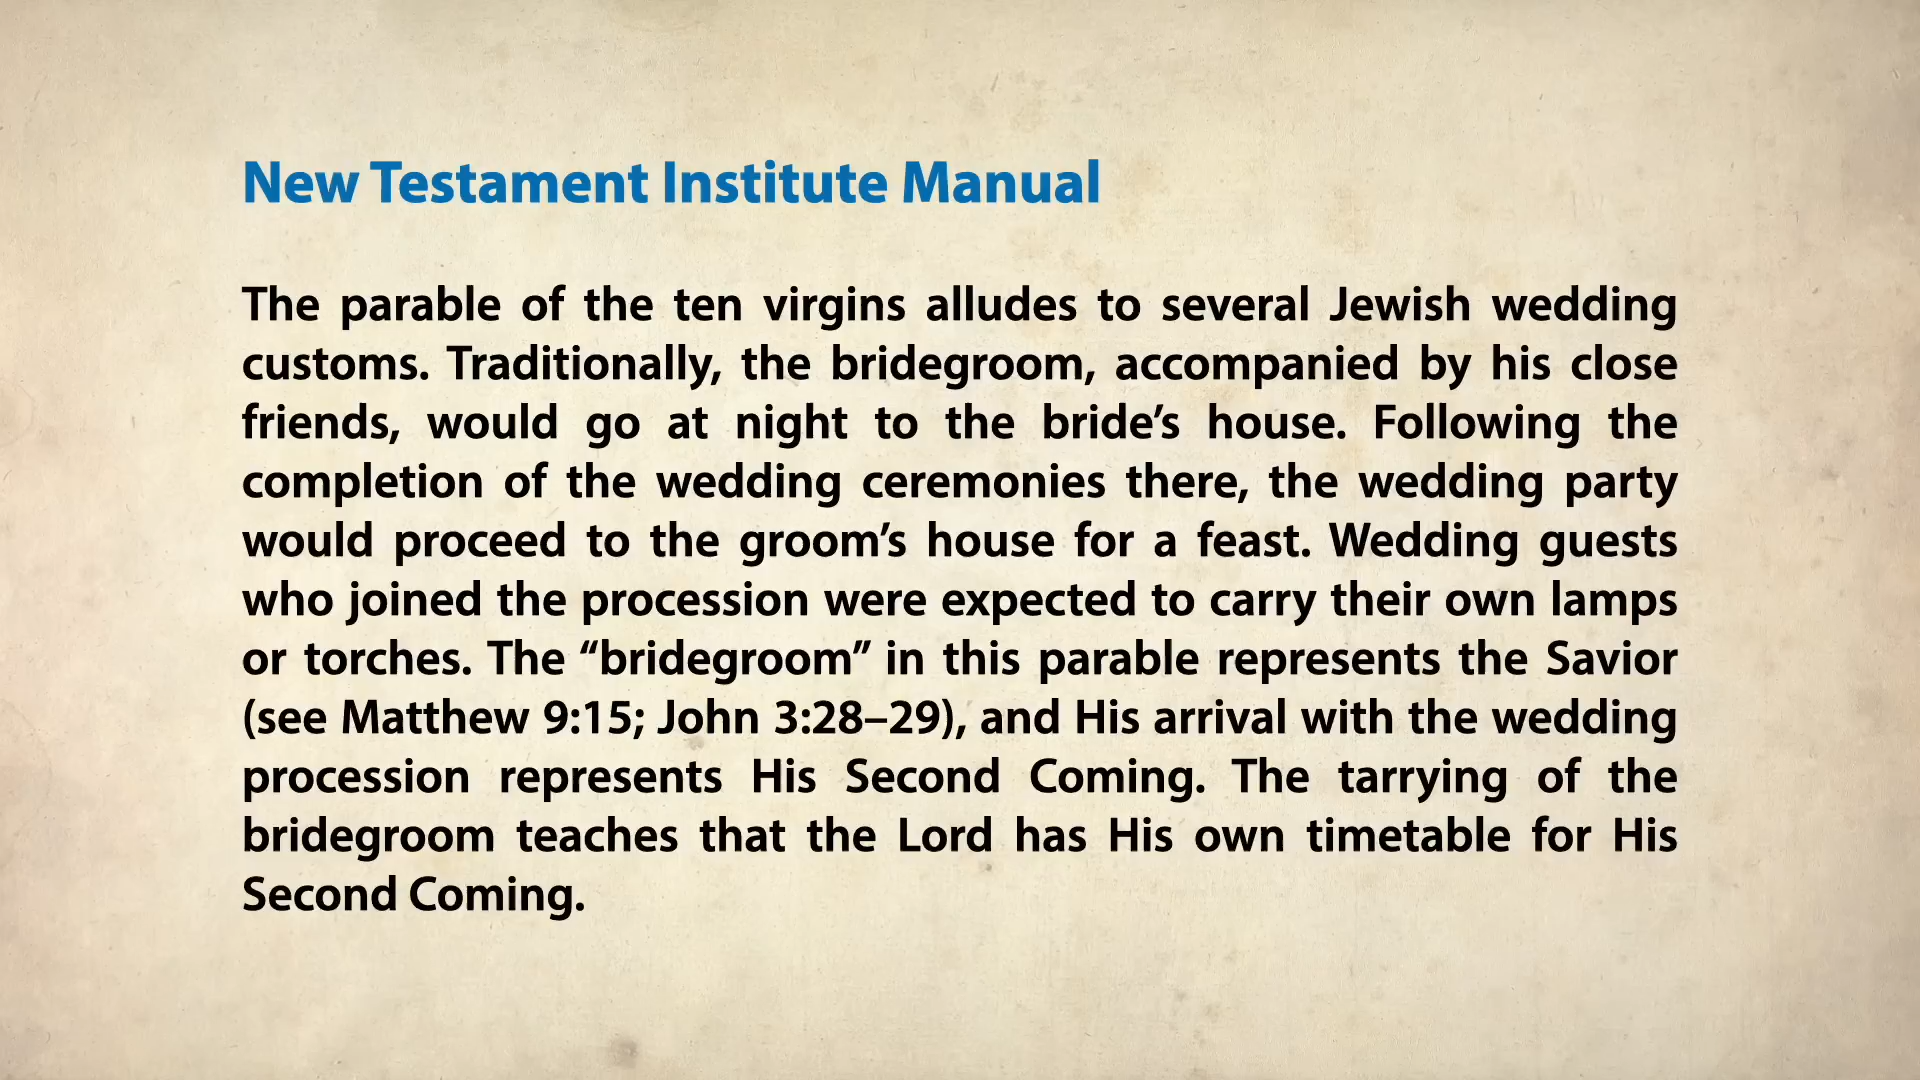 New Testament Institute Manual
The parable of the ten virgins alludes to several Jewish wedding
customs. Traditionally, the bridegroom, accompanied by his close
friends, would go at night to the bride’s house. Following the
completion of the wedding ceremonies there, the wedding party
would proceed to the groom’s house for a feast. Wedding guests
who joined the procession were expected to carry their own lamps
or torches. The “bridegroom” in this parable represents the Savior
(see Matthew 9:15; John 3:28–29), and His arrival with the wedding
procession represents His Second Coming. The tarrying of the
bridegroom teaches that the Lord has His own timetable for His
Second Coming.